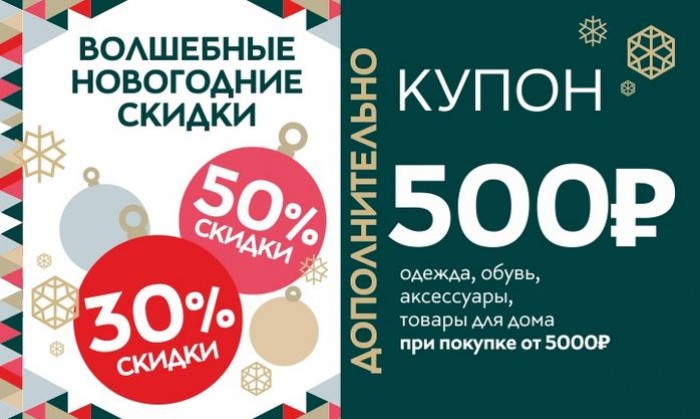 ВОЛШЕБНЫЕ
НОВОГОДНИЕ
СКИДКИ
50%
СКИДКИ
30%
СКИДКИ
ДОПОЛНИТЕЛЬНО
КУПОН
500₽
одежда, обувь,
аксессуары,
товары для дома
при покупке от 5000₽